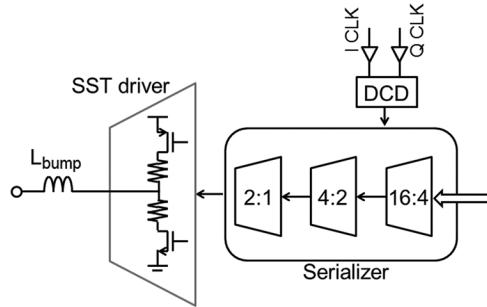 I CLK
Q CLK
DCD
SST driver
L_bump
2:1
4:2
16:4
Serializer